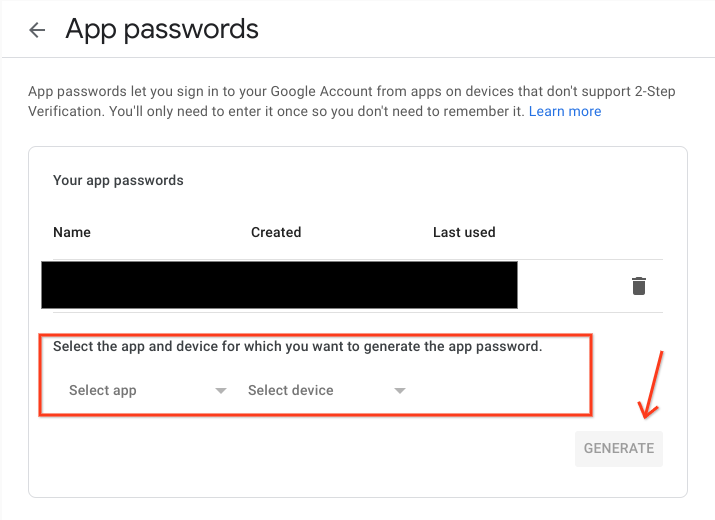 App passwords
App passwords let you sign in to your Google Account from apps on devices that don't support 2-Step
Verification. You'll only need to enter it once so you don't need to remember it. Learn more
Your app passwords
Name Created Last used
Select the app and device for which you want to generate the app password.
Select app Select device
GENERATE